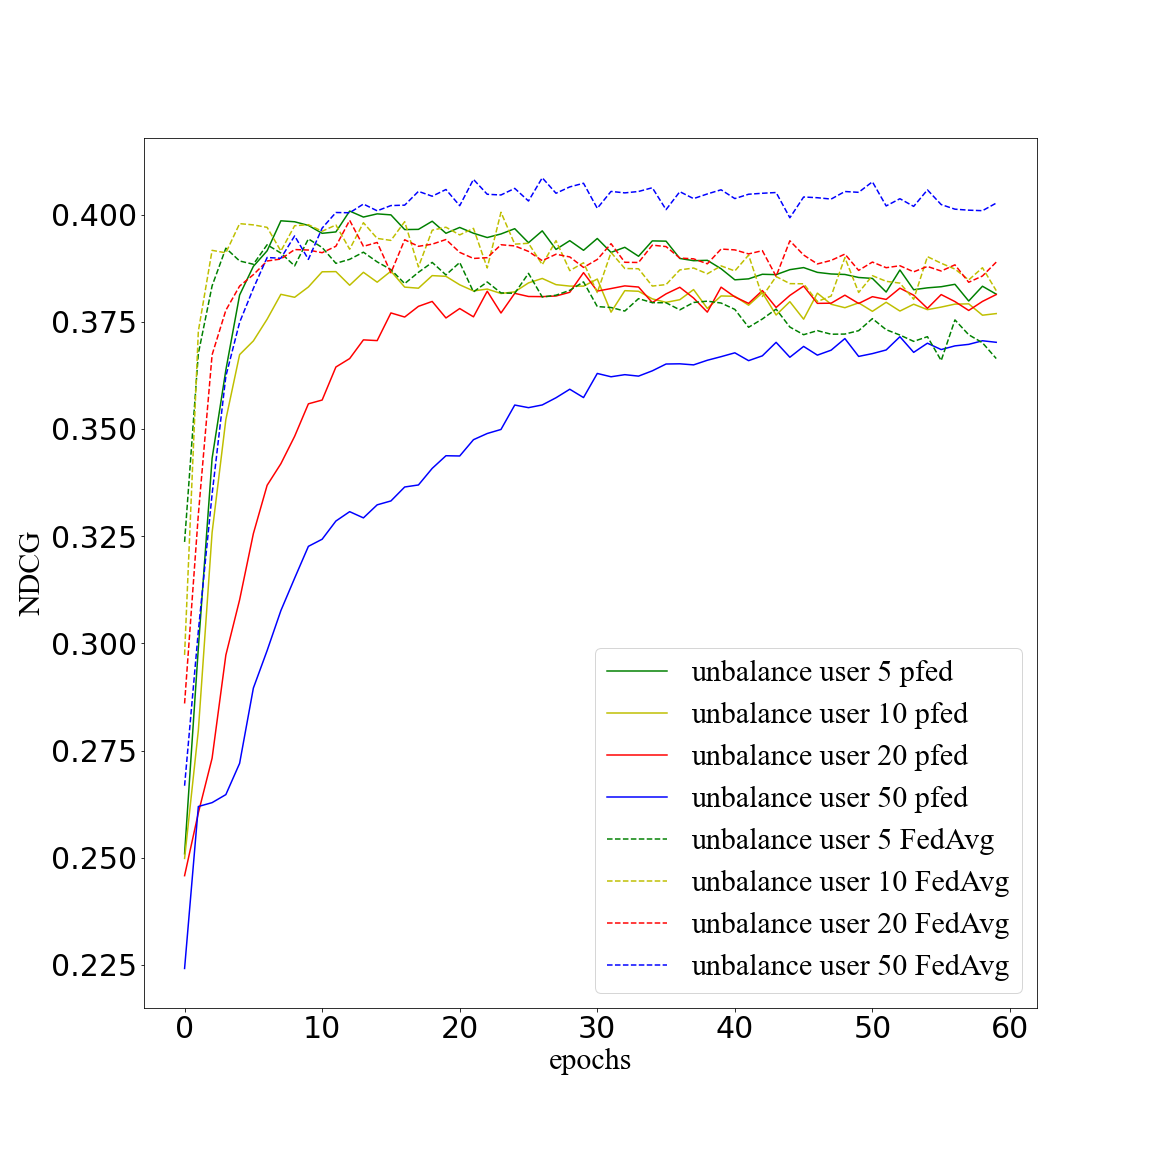 0.400
0.375
0.350
0.325
0.300
0.275
0.250
0.225
NDCG
0 10 20 30 40 50 60
epochs
unbalance user 5 pfed
unbalance user 10 pfed
unbalance user 20 pfed
unbalance user 50 pfed
unbalance user 5 FedAvg
unbalance user 10 FedAvg
unbalance user 20 FedAvg
unbalance user 50 FedAvg